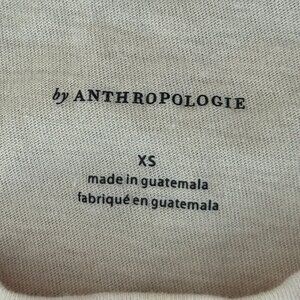 by ANTHROPOLOGIE
XS
made in guatemala
fabriqué en guatemala